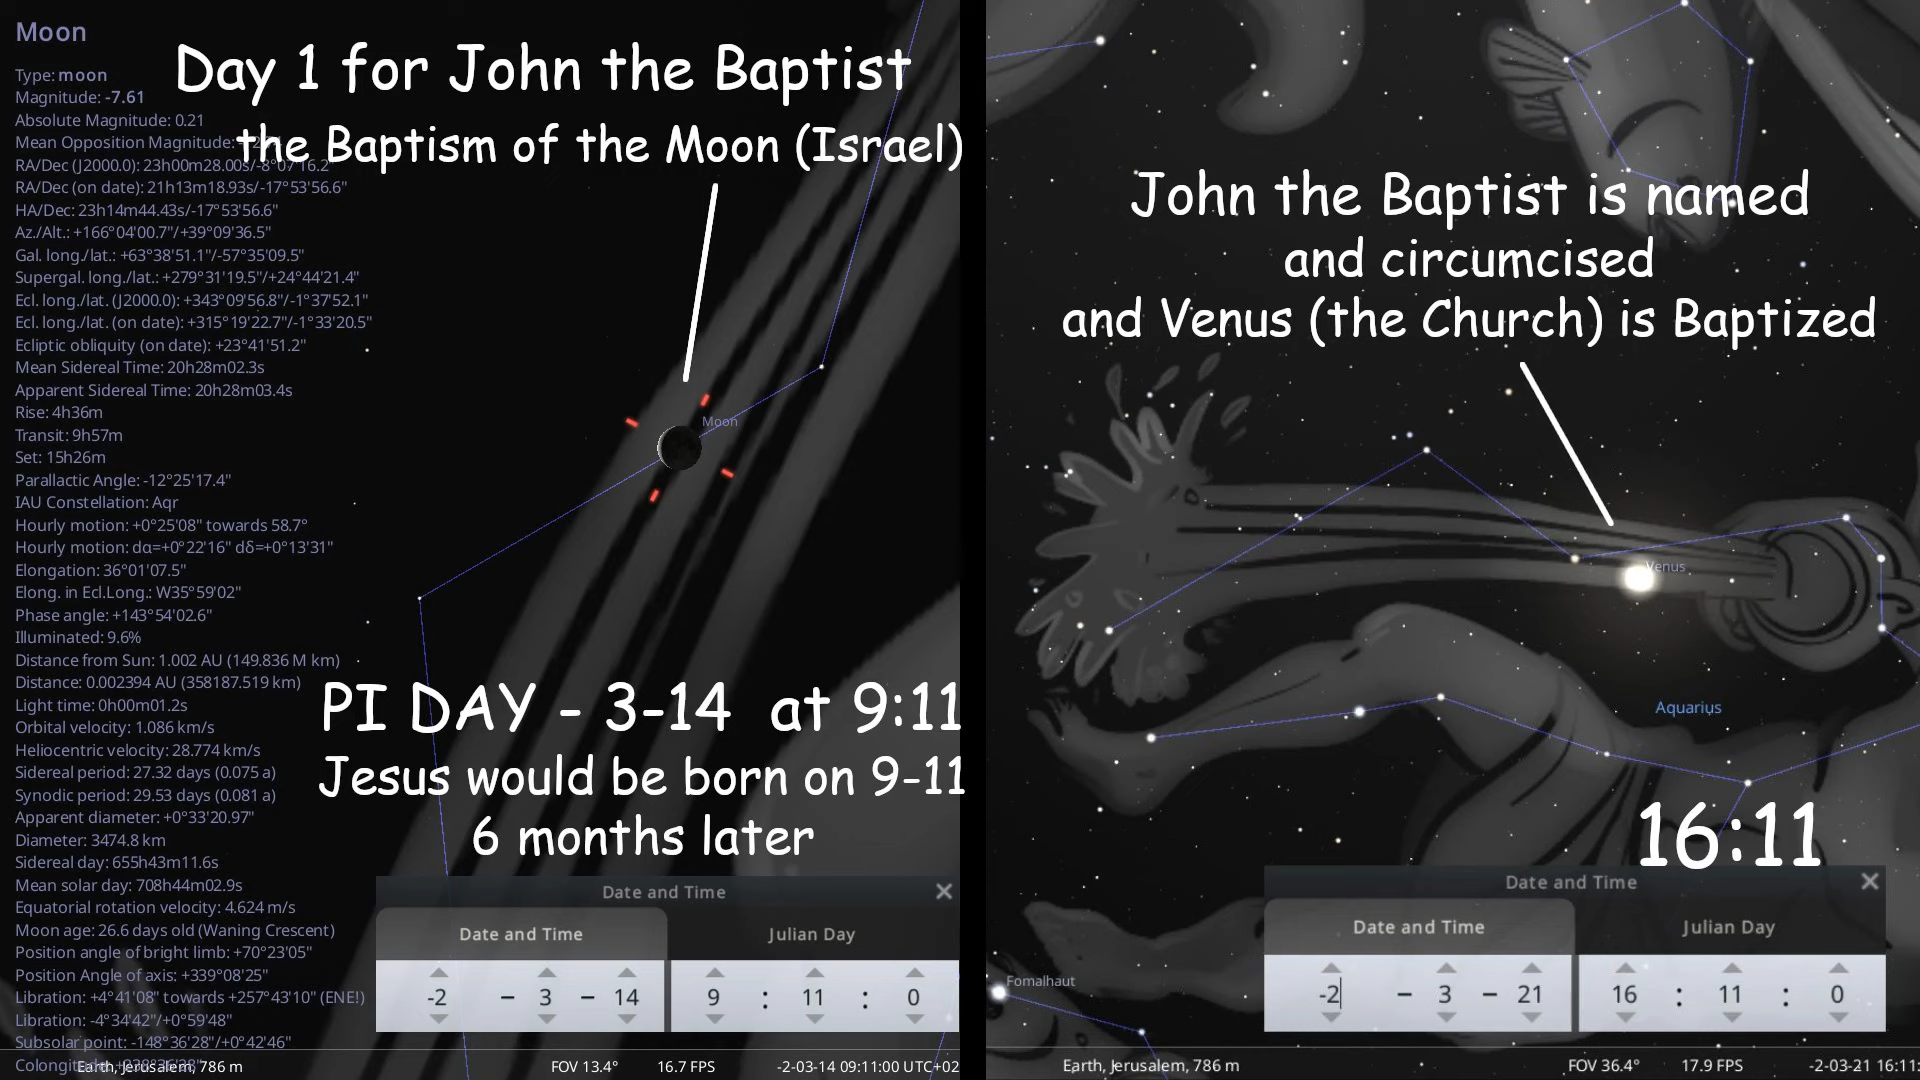 Moon
Day 1 for John the Baptist
the Baptism of the Moon (Israel)
Type: moon
Magnitude: -7.61
Absolute Magnitude: 0.21
Mean Opposition Magnitude:
RA/Dec (J2000.0): 23h00m28.00s/-8°07'16.2"
RA/Dec (on date): 21h13m18.93s/-17°53'56.6"
HA/Dec: 23h14m44.43s/-17°53'56.6"
Az./Alt.: +166°04'00.7"/+39°09'36.5"
Gal. long./lat.: +63°38'51.1"/-57°35'09.5"
Supergal. long./lat.: +279°31'19.5"/+24°44'21.4"
Ecl. long./lat. (J2000.0): +343°09'56.8"/-1°37'52.1"
Ecl. long./lat. (on date): +315°19'22.7"/-1°33'20.5"
Ecliptic obliquity (on date): +23°41'51.2"
Mean Sidereal Time: 20h28m02.3s
Apparent Sidereal Time: 20h28m03.4s
Rise: 4h36m
Transit: 9h57m
Set: 15h26m
Parallactic Angle: -12°25'17.4"
IAU Constellation: Aqr
Hourly motion: +0°25'08" towards 58.7°
Hourly motion: dα=+0°22'16" dδ=+0°13'31"
Elongation: 36°01'07.5"
Elong. in Ecl.Long.: W35°59'02"
Phase angle: +143°54'02.6"
Illuminated: 9.6%
Distance from Sun: 1.002 AU (149.836 M km)
Distance: 0.002394 AU (358187.519 km)
Light time: 0h00m01.2s
Orbital velocity: 1.086 km/s
Heliocentric velocity: 28.774 km/s
Sidereal period: 27.32 days (0.075 a)
Synodic period: 29.53 days (0.081 a)
Apparent diameter: +0°33'20.97"
Diameter: 3474.8 km
Sidereal day: 655h43m11.6s
Mean solar day: 708h44m02.9s
Equatorial rotation velocity: 4.624 m/s
Moon age: 26.6 days old (Waning Crescent)
Position angle of bright limb: +70°23'05"
Position Angle of axis: +339°08'25"
Libration: +4°41'08" towards +257°43'10" (ENE!)
Libration: -4°34'42"/+0°59'48"
Subsolar point: -148°36'28"/+0°42'46"
Colongitude:
Moon
PI DAY - 3-14 at 9:11
Jesus would be born on 9-11
6 months later
Date and Time
Date and Time Julian Day
-2 - 3 - 14 9 : 11 : 0
Earth, Jerusalem, 786 m FOV 13.4° 16.7 FPS -2-03-14 09:11:00 UTC+02
John the Baptist is named
and circumcised
and Venus (the Church) is Baptized
Venus
Aquarius
16:11
Fomalhaut
Date and Time
Date and Time Julian Day
-2 - 3 - 21 16 : 11 : 0
Earth, Jerusalem, 786 m FOV 36.4° 17.9 FPS -2-03-21 16:11: